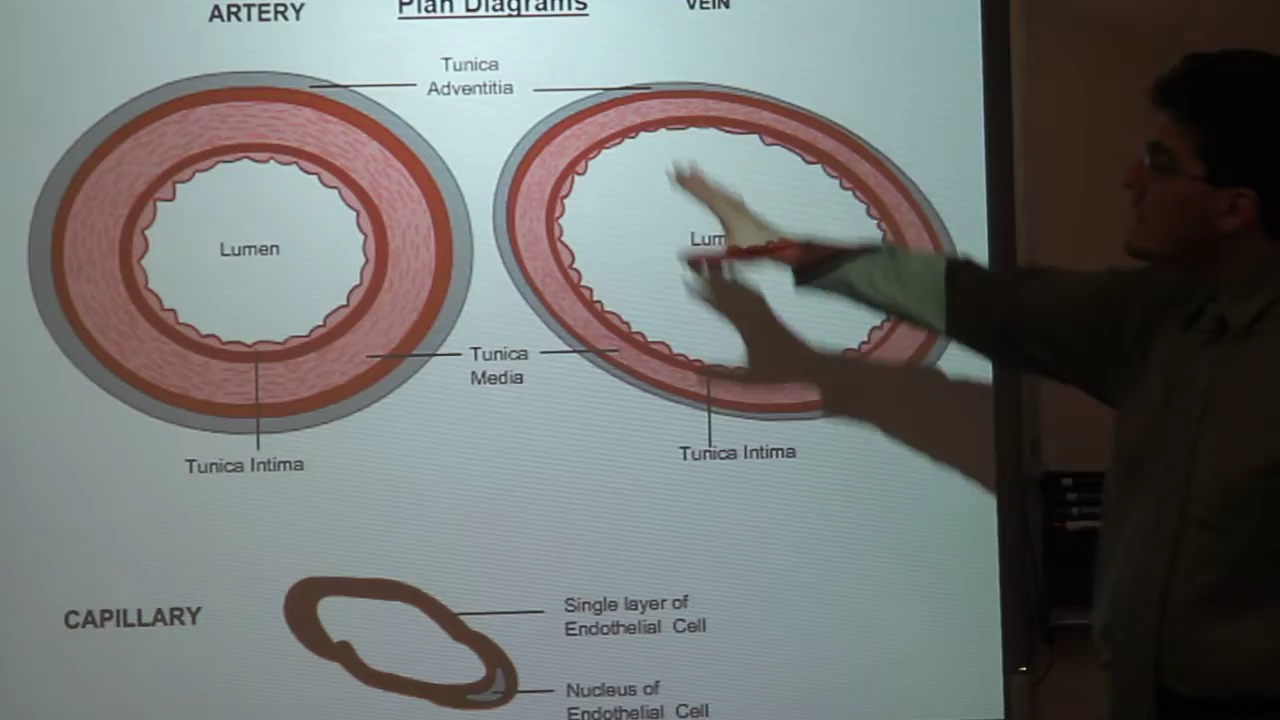 ARTERY
Plan Diagrams
VEIN
Tunica
Adventitia
Lumen
Lum
Tunica
Media
Tunica Intima
Tunica Intima
CAPILLARY
Single layer of
Endothelial Cell
Nucleus of
Endothelial Cell